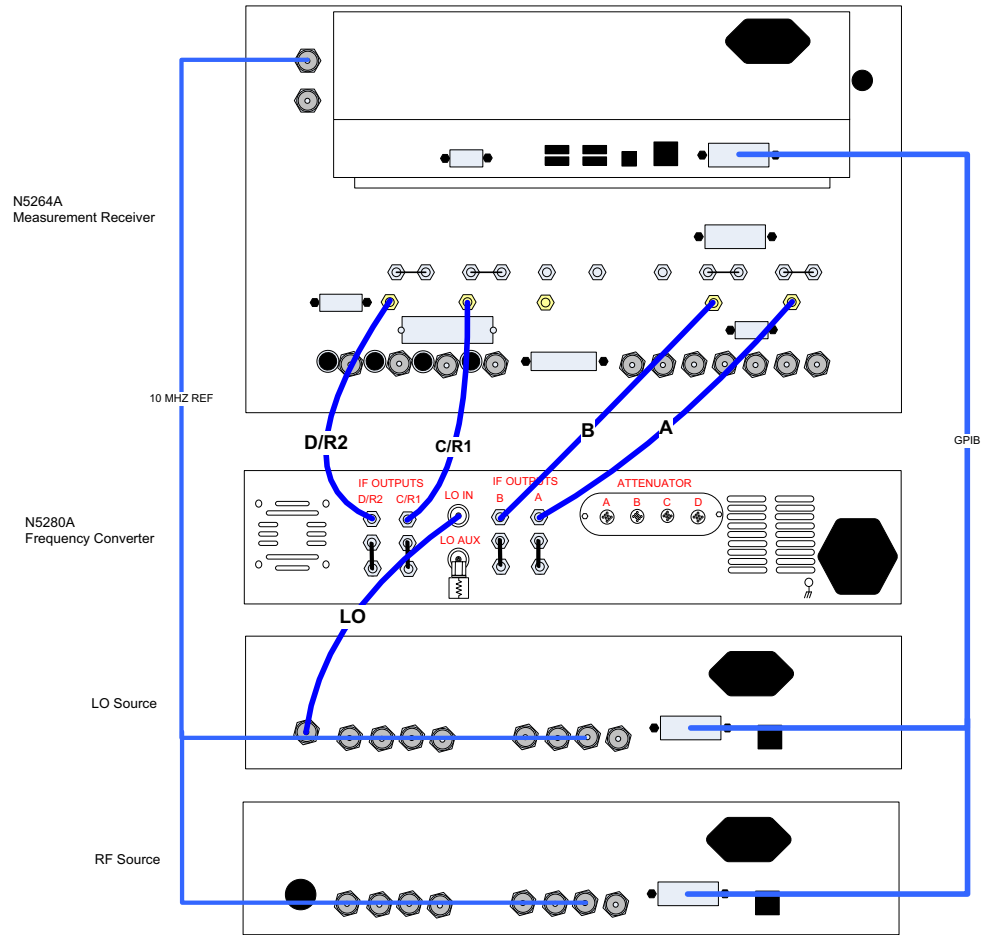 N5264A
Measurement Receiver
10 MHZ REF
GPIB
D/R2
C/R1
B
A
N5280A
Frequency Converter
IF OUTPUTS
D/R2 C/R1
LO IN
LO AUX
IF OUTPUTS
B A
ATTENUATOR
A B C D
LO
LO Source
RF Source